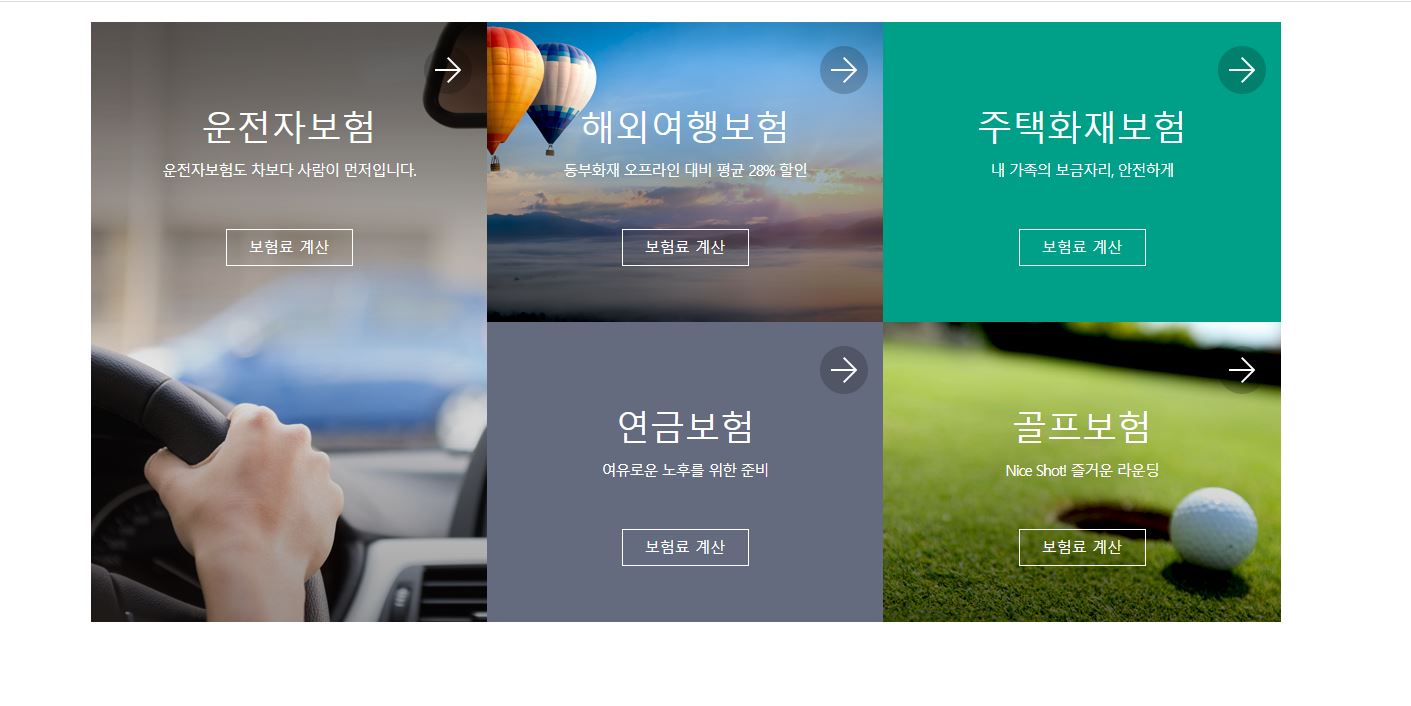 운전자보험
운전자보험도 차보다 사람이 먼저입니다.
보험료 계산
해외여행보험
동부화재 오프라인 대비 평균 28% 할인
보험료 계산
주택화재보험
내 가족의 보금자리, 안전하게
보험료 계산
연금보험
여유로운 노후를 위한 준비
보험료 계산
골프보험
Nice Shot! 즐거운 라운딩
보험료 계산